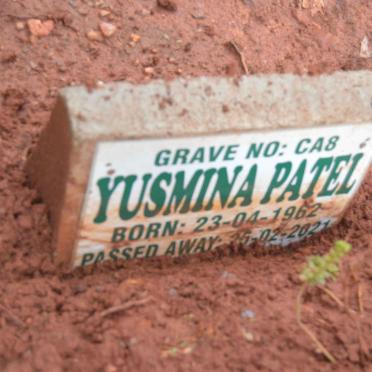 GRAVE NO: CA8
YUSMINA PATEL
BORN: 23-04-1962
PASSED AWAY: